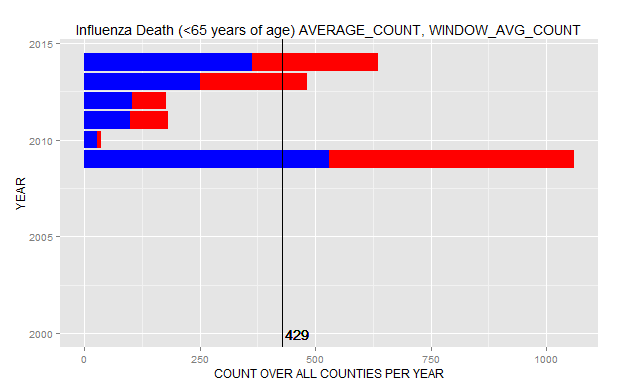 Influenza Death (<65 years of age) AVERAGE_COUNT, WINDOW_AVG_COUNT
2015
2010
2005
2000
YEAR
429
0 250 500 750 1000
COUNT OVER ALL COUNTIES PER YEAR